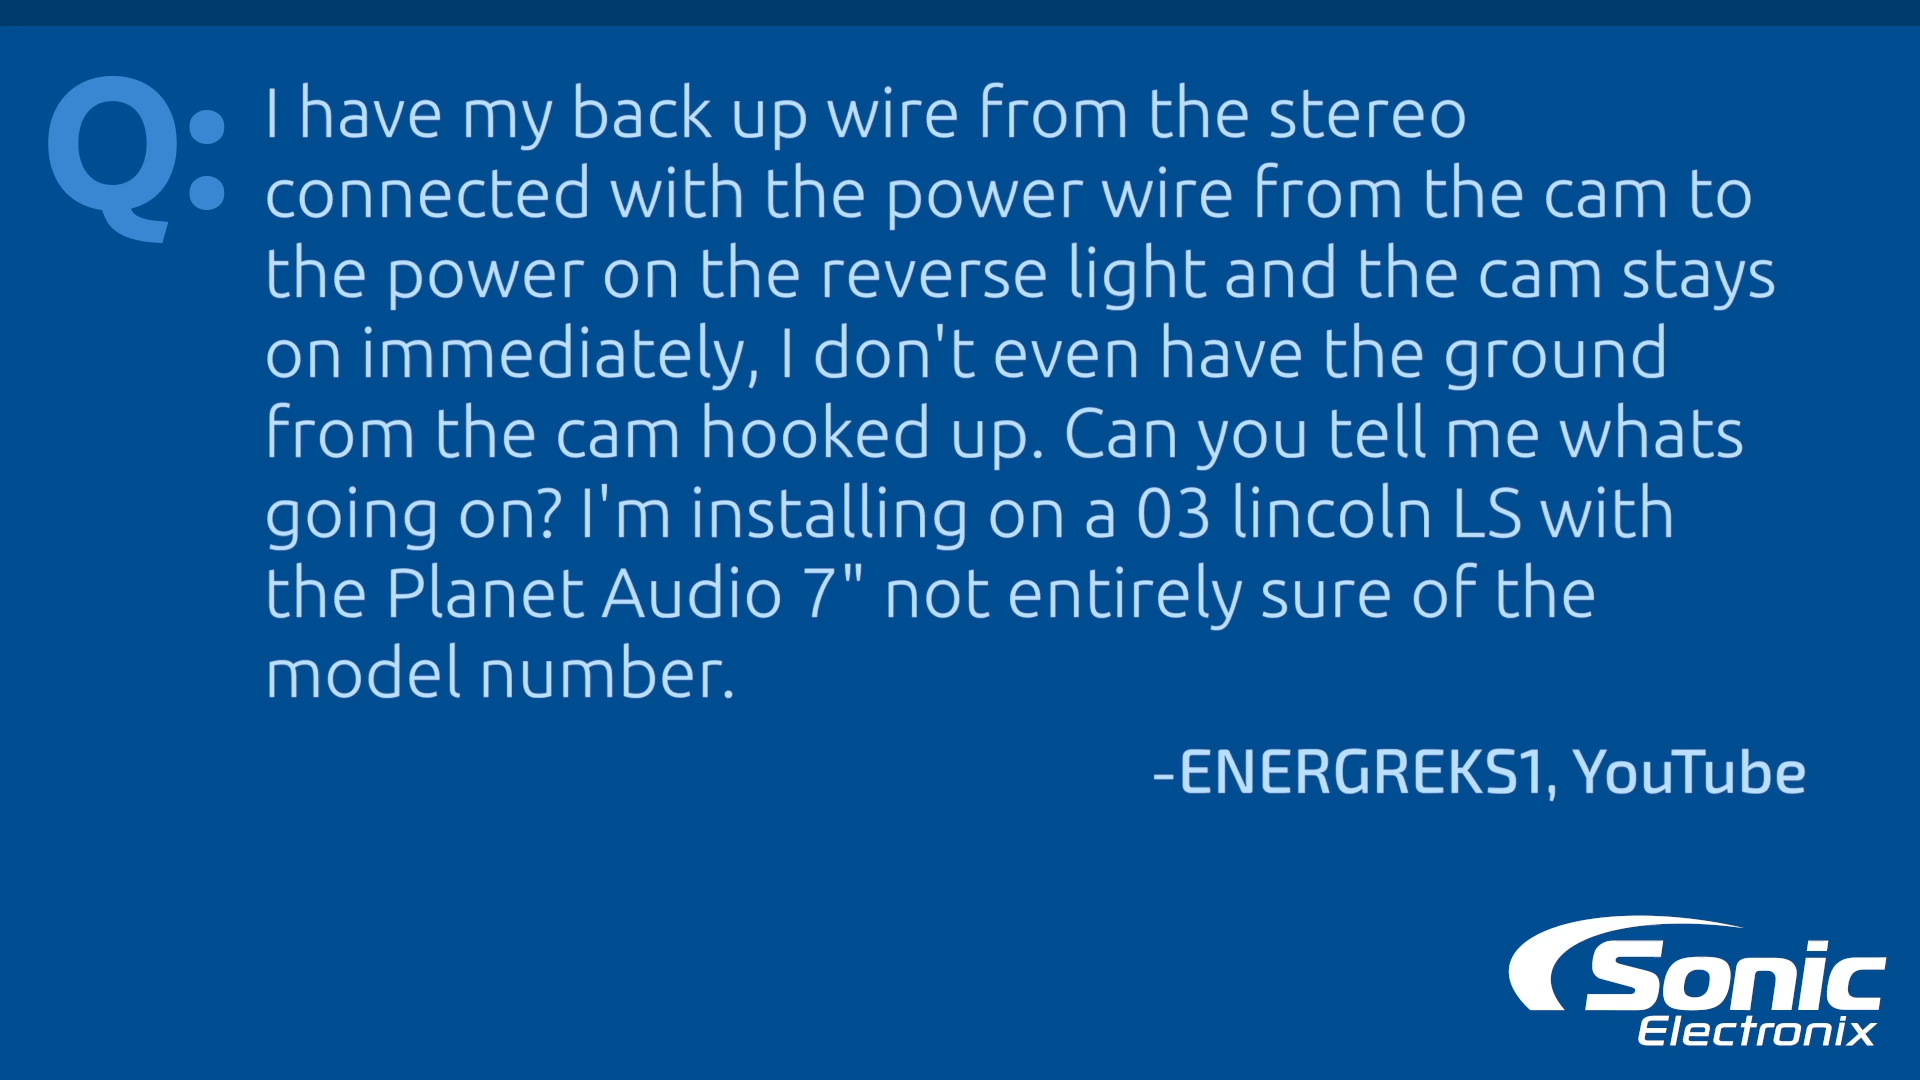 Q:
I have my back up wire from the stereo
connected with the power wire from the cam to
the power on the reverse light and the cam stays
on immediately, I don't even have the ground
from the cam hooked up. Can you tell me whats
going on? I'm installing on a 03 lincoln LS with
the Planet Audio 7" not entirely sure of the
model number.
-ENERGREKS1, YouTube
Sonic
Electronix